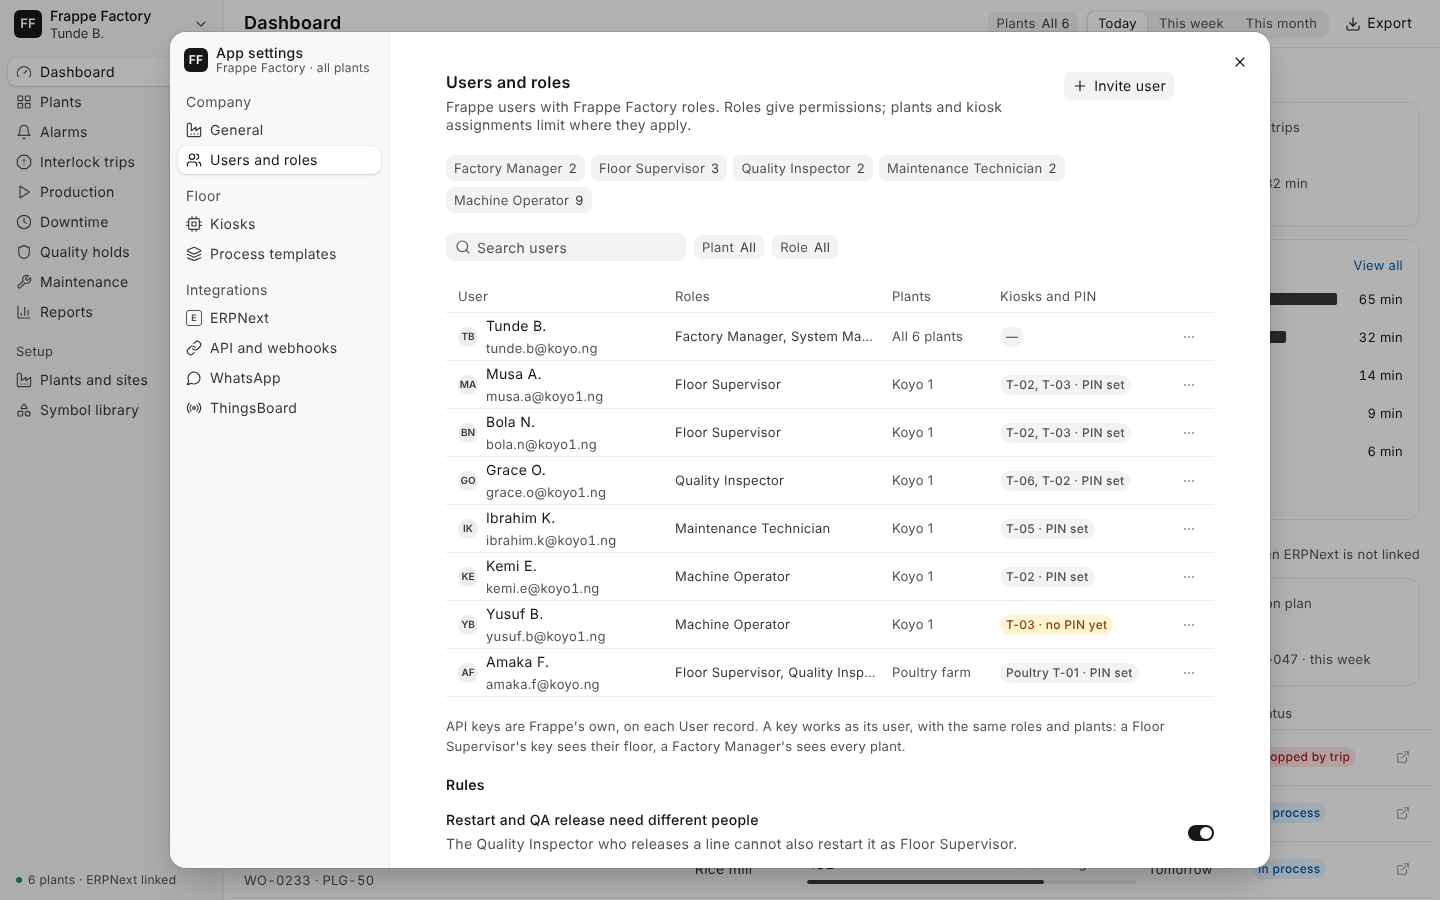 FF
Frappe Factory
Tunde B.
Dashboard
Plants All 6
Today
This week
This month
Export
Dashboard
Plants
Alarms
Interlock trips
Production
Downtime
Quality holds
Maintenance
Reports
Setup
Plants and sites
Symbol library
6 plants · ERPNext linked
FF
App settings
Frappe Factory · all plants
Company
General
Users and roles
Floor
Kiosks
Process templates
Integrations
E ERPNext
API and webhooks
WhatsApp
ThingsBoard
Users and roles
Invite user
Frappe users with Frappe Factory roles. Roles give permissions; plants and kiosk
assignments limit where they apply.
Factory Manager 2
Floor Supervisor 3
Quality Inspector 2
Maintenance Technician 2
Machine Operator 9
Search users
Plant All
Role All
User Roles Plants Kiosks and PIN
TB Tunde B.
tunde.b@koyo.ng
Factory Manager, System Ma...
All 6 plants
—
MA Musa A.
musa.a@koyo1.ng
Floor Supervisor
Koyo 1
T-02, T-03 · PIN set
BN Bola N.
bola.n@koyo1.ng
Floor Supervisor
Koyo 1
T-02, T-03 · PIN set
GO Grace O.
grace.o@koyo1.ng
Quality Inspector
Koyo 1
T-06, T-02 · PIN set
IK Ibrahim K.
ibrahim.k@koyo1.ng
Maintenance Technician
Koyo 1
T-05 · PIN set
KE Kemi E.
kemi.e@koyo1.ng
Machine Operator
Koyo 1
T-02 · PIN set
YB Yusuf B.
yusuf.b@koyo1.ng
Machine Operator
Koyo 1
T-03 · no PIN yet
AF Amaka F.
amaka.f@koyo.ng
Floor Supervisor, Quality Insp...
Poultry farm
Poultry T-01 · PIN set
API keys are Frappe's own, on each User record. A key works as its user, with the same roles and plants: a Floor
Supervisor's key sees their floor, a Factory Manager's sees every plant.
Rules
Restart and QA release need different people
The Quality Inspector who releases a line cannot also restart it as Floor Supervisor.
trips
32 min
View all
65 min
32 min
14 min
9 min
6 min
ERPNext is not linked
plan
-047 · this week
by trip
process
WO-0233 · PLG-50
Rice mill
Tomorrow
In process